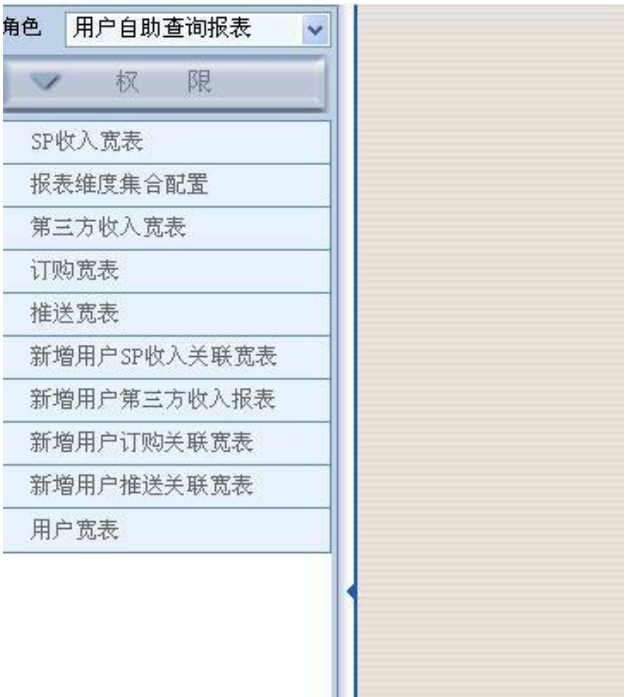 角色 用户自助查询报表
权 限
SP收入宽表
报表维度集合配置
第三方收入宽表
订购宽表
推送宽表
新增用户SP收入关联宽表
新增用户第三方收入报表
新增用户订购关联宽表
新增用户推送关联宽表
用户宽表